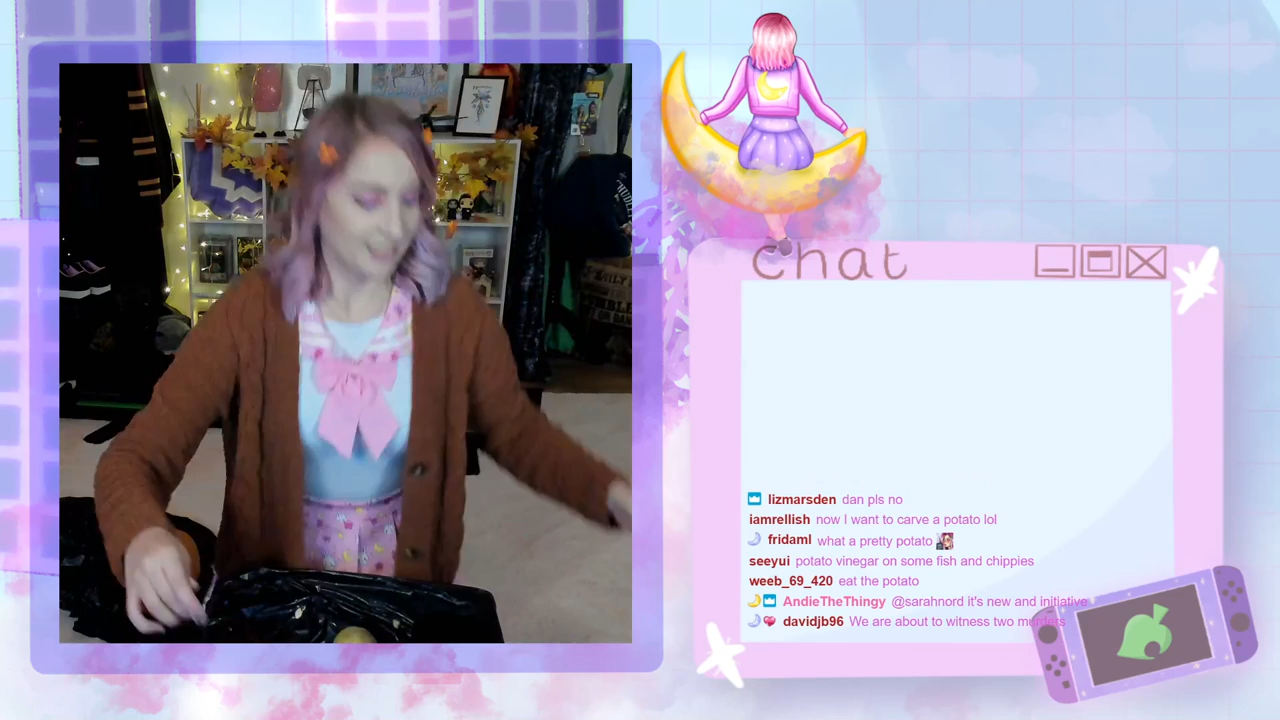 chat
lizmarsden dan pls no
iamrellish now I want to carve a potato lol
fridaml what a pretty potato
seeyui potato vinegar on some fish and chippies
weeb_69_420 eat the potato
AndieTheThingy @sarahnord it's new and initiative
davidjb96 We are about to witness two murders